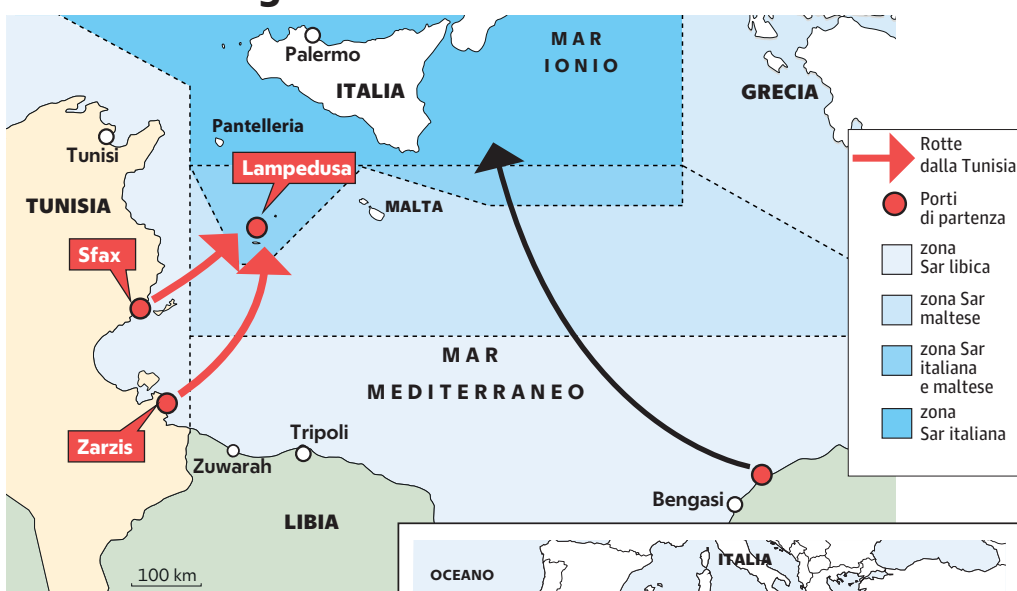 Palermo
ITALIA
MAR
IONIO
GRECIA
Pantelleria
Tunisi
Lampedusa
TUNISIA
MALTA
Sfax
MAR
MEDITERRANEO
Zarzis
Tripoli
Zuwarah
Bengasi
LIBIA
100 km
Rotte
dalla Tunisia
Porti
di partenza
zona
Sar libica
zona Sar
maltese
zona Sar
italiana
e maltese
zona
Sar italiana
OCEANO
ITALIA